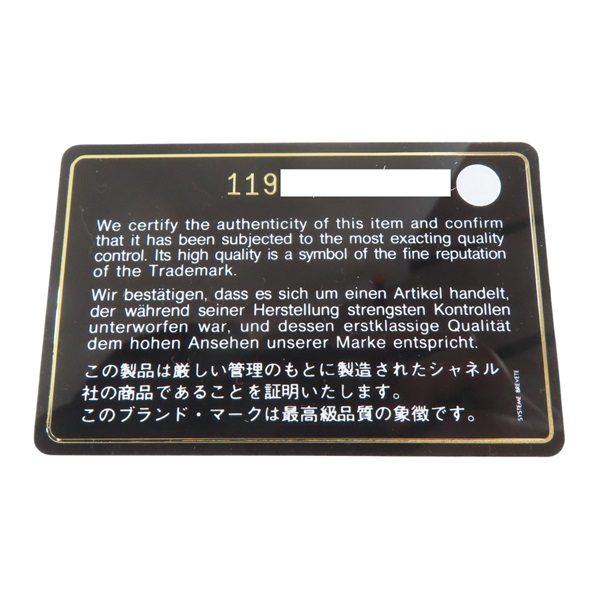 119
We certify the authenticity of this item and confirm
that it has been subjected to the most exacting quality
control. Its high quality is a symbol of the fine reputation
of the Trademark.
Wir bestätigen, dass es sich um einen Artikel handelt,
der während seiner Herstellung strengsten Kontrollen
unterworfen war, und dessen erstklassige Qualität
dem hohen Ansehen unserer Marke entspricht.
この製品は厳しい管理のもとに製造されたシャネル
社の商品であることを証明いたします。
このブランド・マークは最高級品質の象徴です。
SYSTEME BREVETE